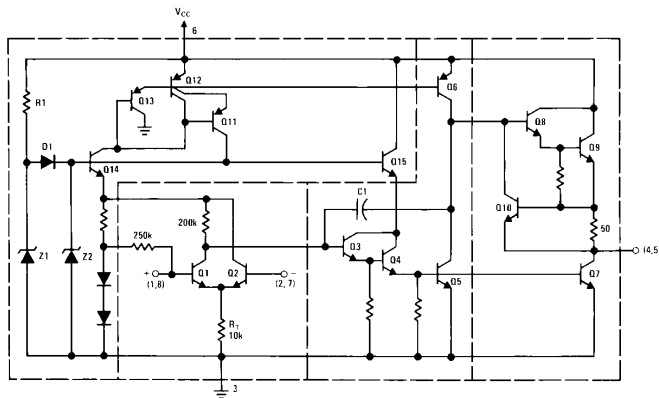 VCC
6
Q12
Q13
Q6
R1
Q11
Q8
Q9
D1
Q14
Q15
C1
Q10
200k
50
250k
Q3
Z1
Z2
+
Q1
Q2
−
Q4
Q5
Q7
(4,5
(1,8)
(2, 7)
RT
10k
3